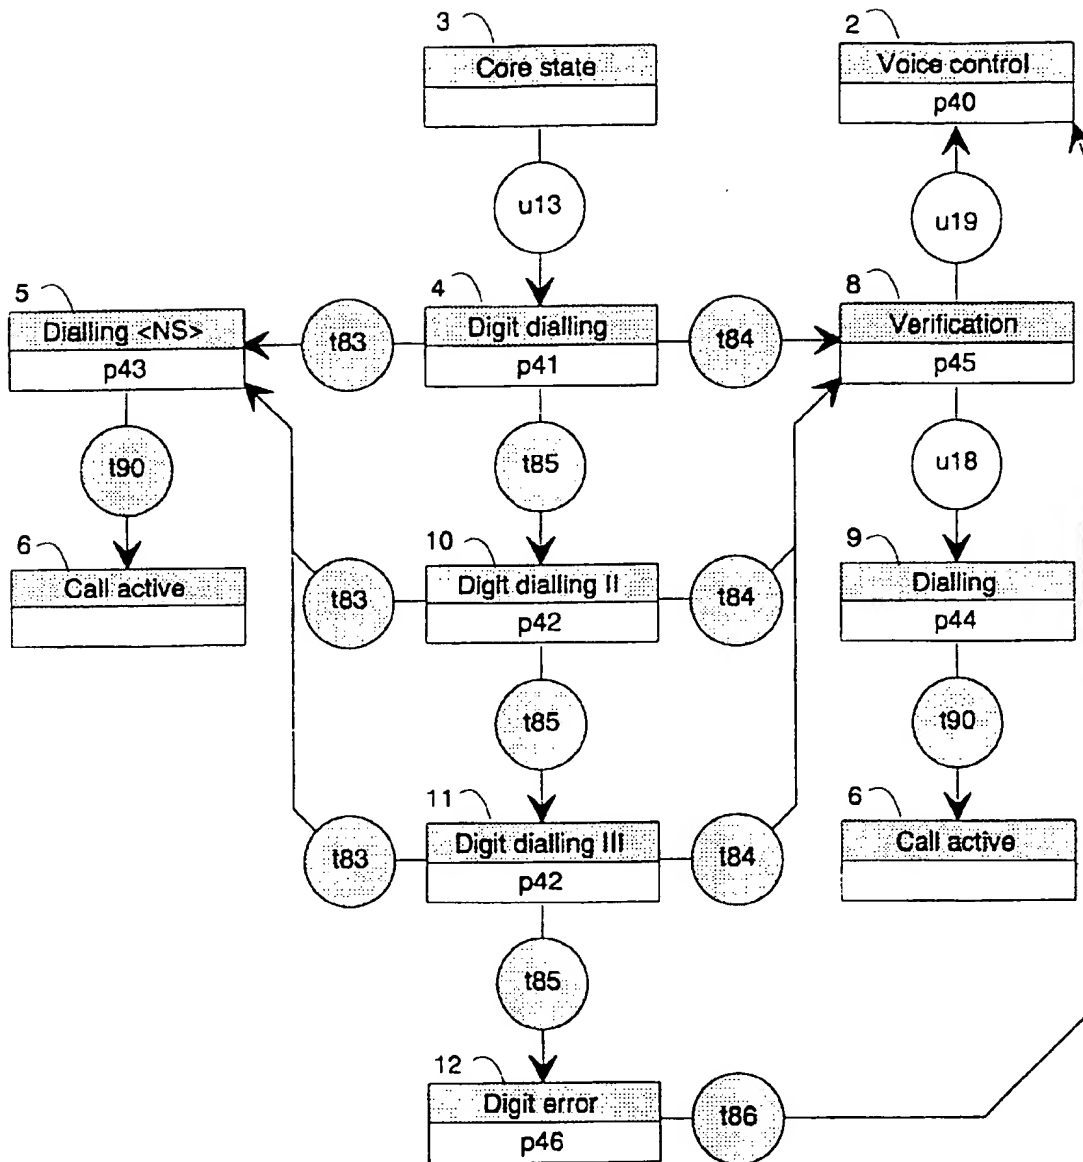 3
Core state
2
Voice control
p40
u13
u19
5
Dialling <NS>
p43
t83
4
Digit dialling
p41
t84
8
Verification
p45
t90
t85
u18
6
Call active
t83
10
Digit dialling II
p42
t84
9
Dialling
p44
t85
t90
t83
11
Digit dialling III
p42
t84
6
Call active
t85
12
Digit error
p46
t86